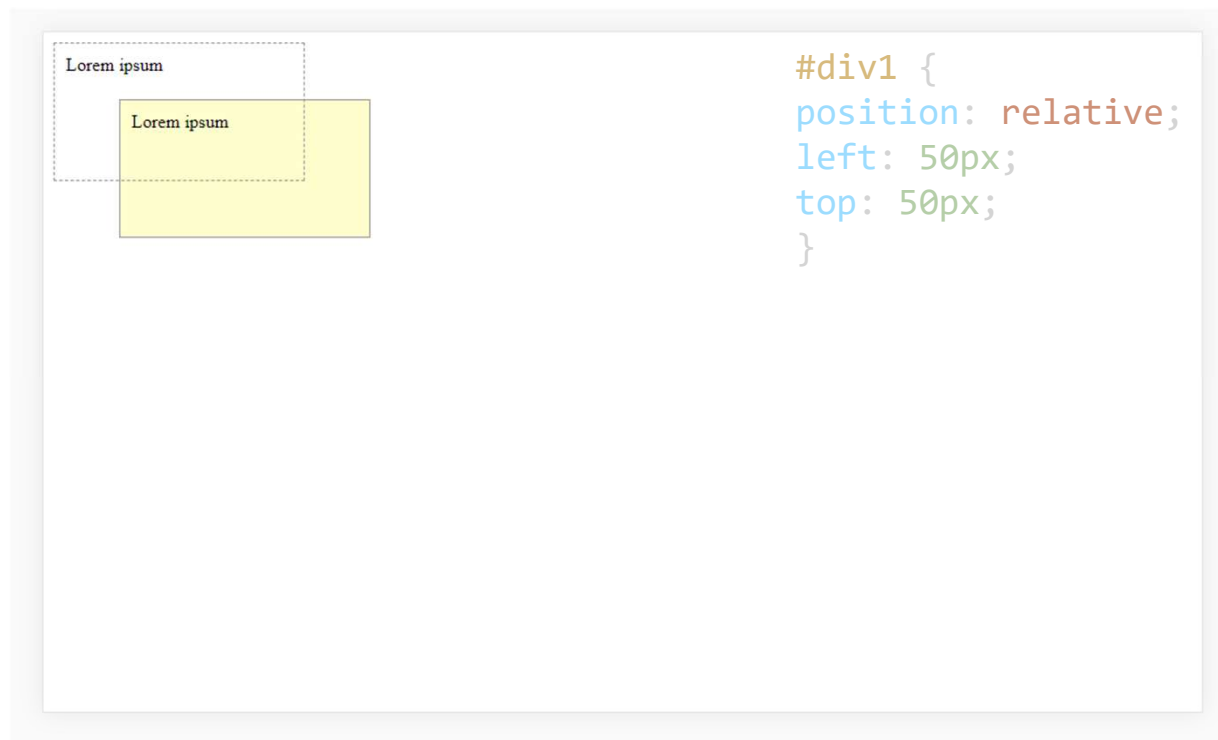 Lorem ipsum
Lorem ipsum
#div1 {
position: relative;
left: 50px;
top: 50px;
}